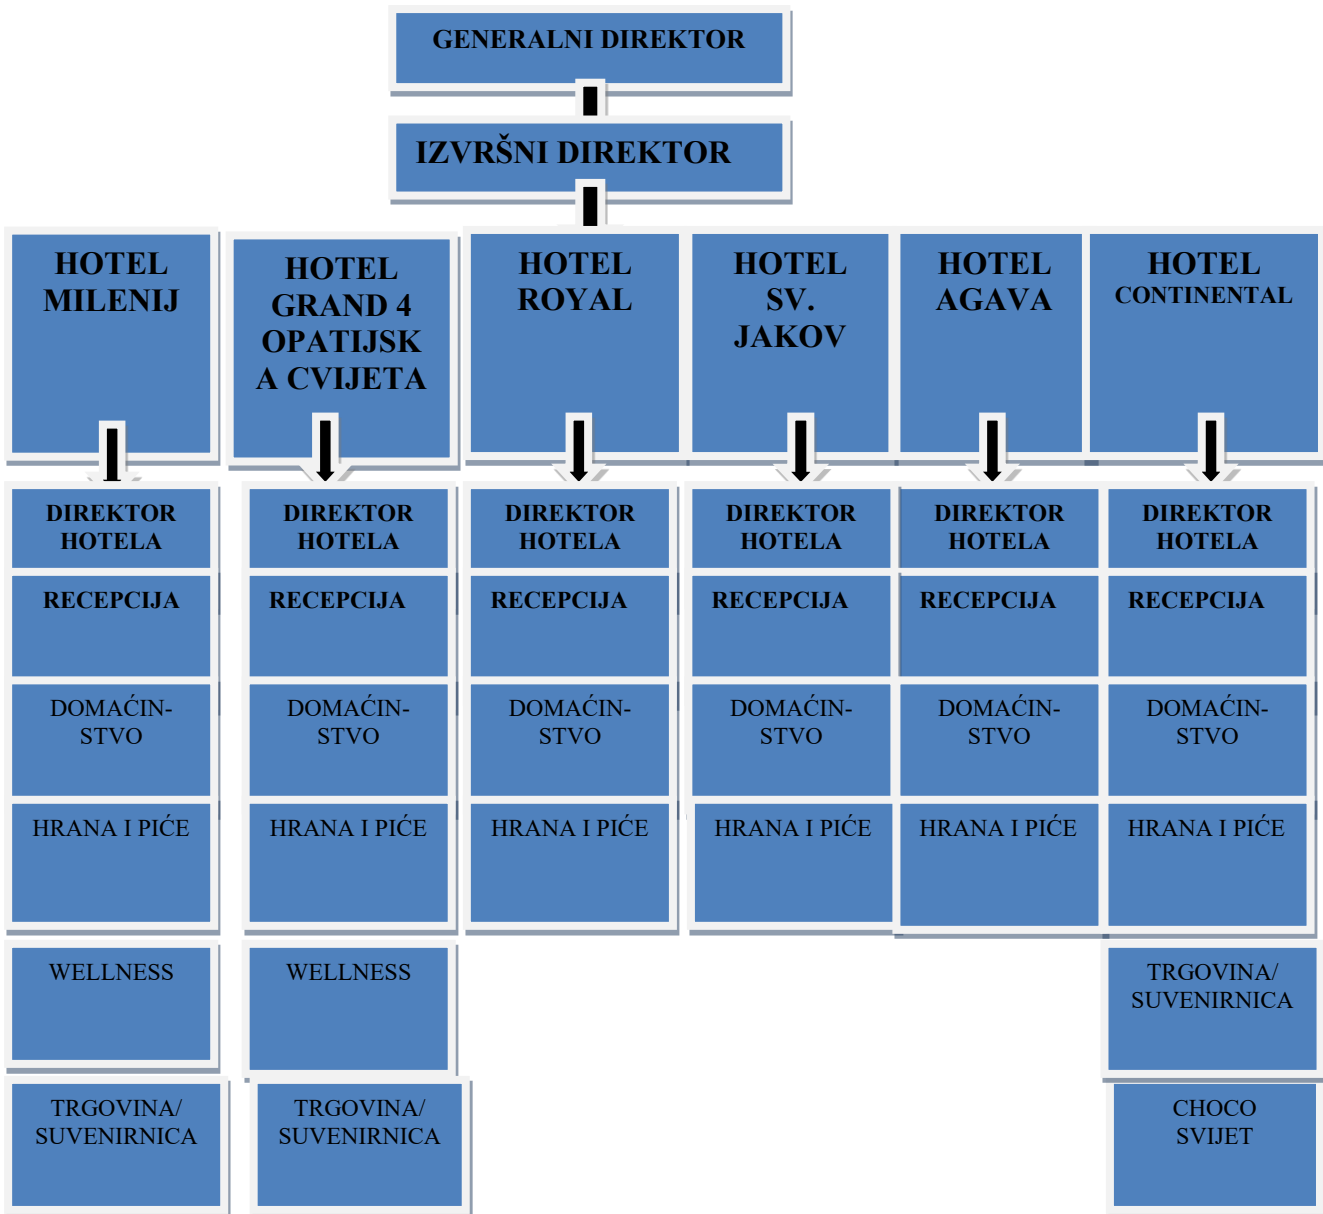 GENERALNI DIREKTOR
IZVRŠNI DIREKTOR
HOTEL
MILENIJ
HOTEL
GRAND 4
OPATIJSK
A CVIJETA
HOTEL
ROYAL
HOTEL
SV.
JAKOV
HOTEL
AGAVA
HOTEL
CONTINENTAL
DIREKTOR
HOTELA
DIREKTOR
HOTELA
DIREKTOR
HOTELA
DIREKTOR
HOTELA
DIREKTOR
HOTELA
DIREKTOR
HOTELA
RECEPCIJA
RECEPCIJA
RECEPCIJA
RECEPCIJA
RECEPCIJA
RECEPCIJA
DOMAĆIN-
STVO
DOMAĆIN-
STVO
DOMAĆIN-
STVO
DOMAĆIN-
STVO
DOMAĆIN-
STVO
DOMAĆIN-
STVO
HRANA I PIĆE
HRANA I PIĆE
HRANA I PIĆE
HRANA I PIĆE
HRANA I PIĆE
HRANA I PIĆE
WELLNESS
WELLNESS
TRGOVINA/
SUVENIRNICA
TRGOVINA/
SUVENIRNICA
TRGOVINA/
SUVENIRNICA
CHOCO
SVIJET